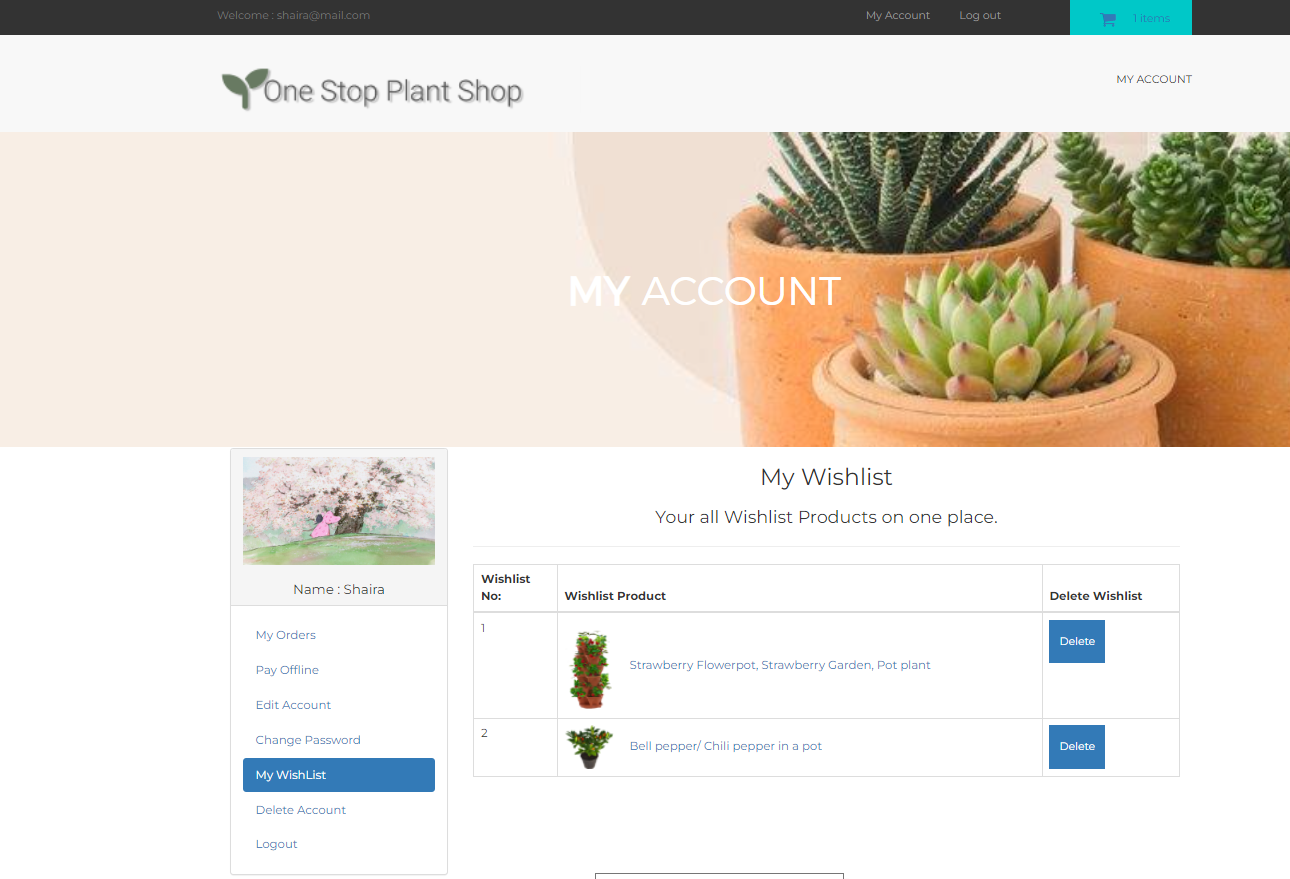 Welcome : shaira@mail.com
My Account
Log out
1 items
One Stop Plant Shop
MY ACCOUNT
MY ACCOUNT
Name : Shaira
My Orders
Pay Offline
Edit Account
Change Password
My WishList
Delete Account
Logout
My Wishlist
Your all Wishlist Products on one place.
Wishlist No:
Wishlist Product
Delete Wishlist
1
Strawberry Flowerpot, Strawberry Garden, Pot plant
Delete
2
Bell pepper/ Chili pepper in a pot
Delete